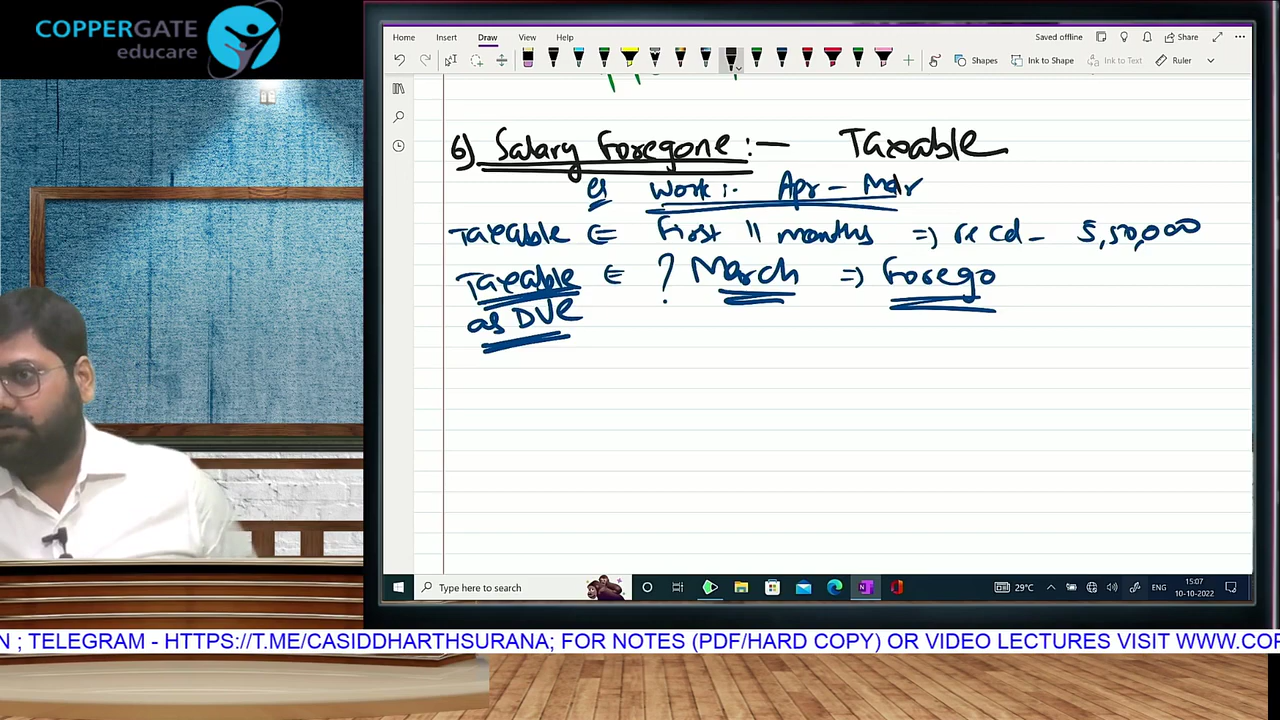 COPPERGATE
educare
Home Insert Draw View Help
Saved offline
Share
Shapes
Ink to Shape
Ink to Text
Ruler
6) Salary Foregone :- Taxable
eg Work :- Apr - Mar
Taxable ⇐ First 11 months ⇒ recd - 5,50,000
Taxable ⇐ ? March ⇒ Forego
as DUE
Type here to search
29°C
ENG
15:07
10-10-2022
N ; TELEGRAM - HTTPS://T.ME/CASIDDHARTHSURANA; FOR NOTES (PDF/HARD COPY) OR VIDEO LECTURES VISIT WWW.COP